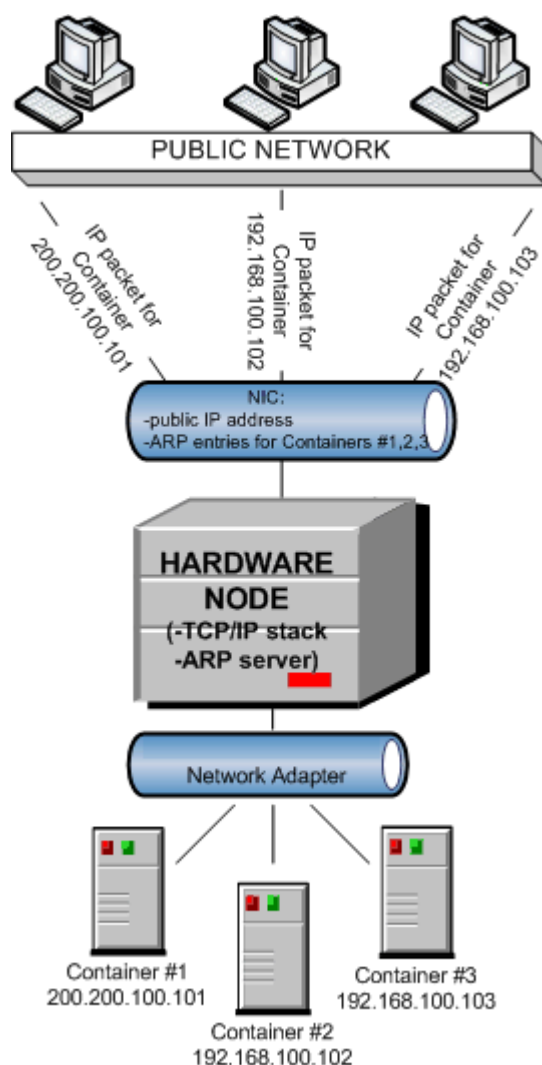 PUBLIC NETWORK
IP packet for
Container
200.200.100.101
IP packet for
Container
192.168.100.102
IP packet for
Container
192.168.100.103
NIC:
-public IP address
-ARP entries for Containers #1,2,3
HARDWARE
NODE
(-TCP/IP stack
-ARP server)
Network Adapter
Container #1
200.200.100.101
Container #2
192.168.100.102
Container #3
192.168.100.103